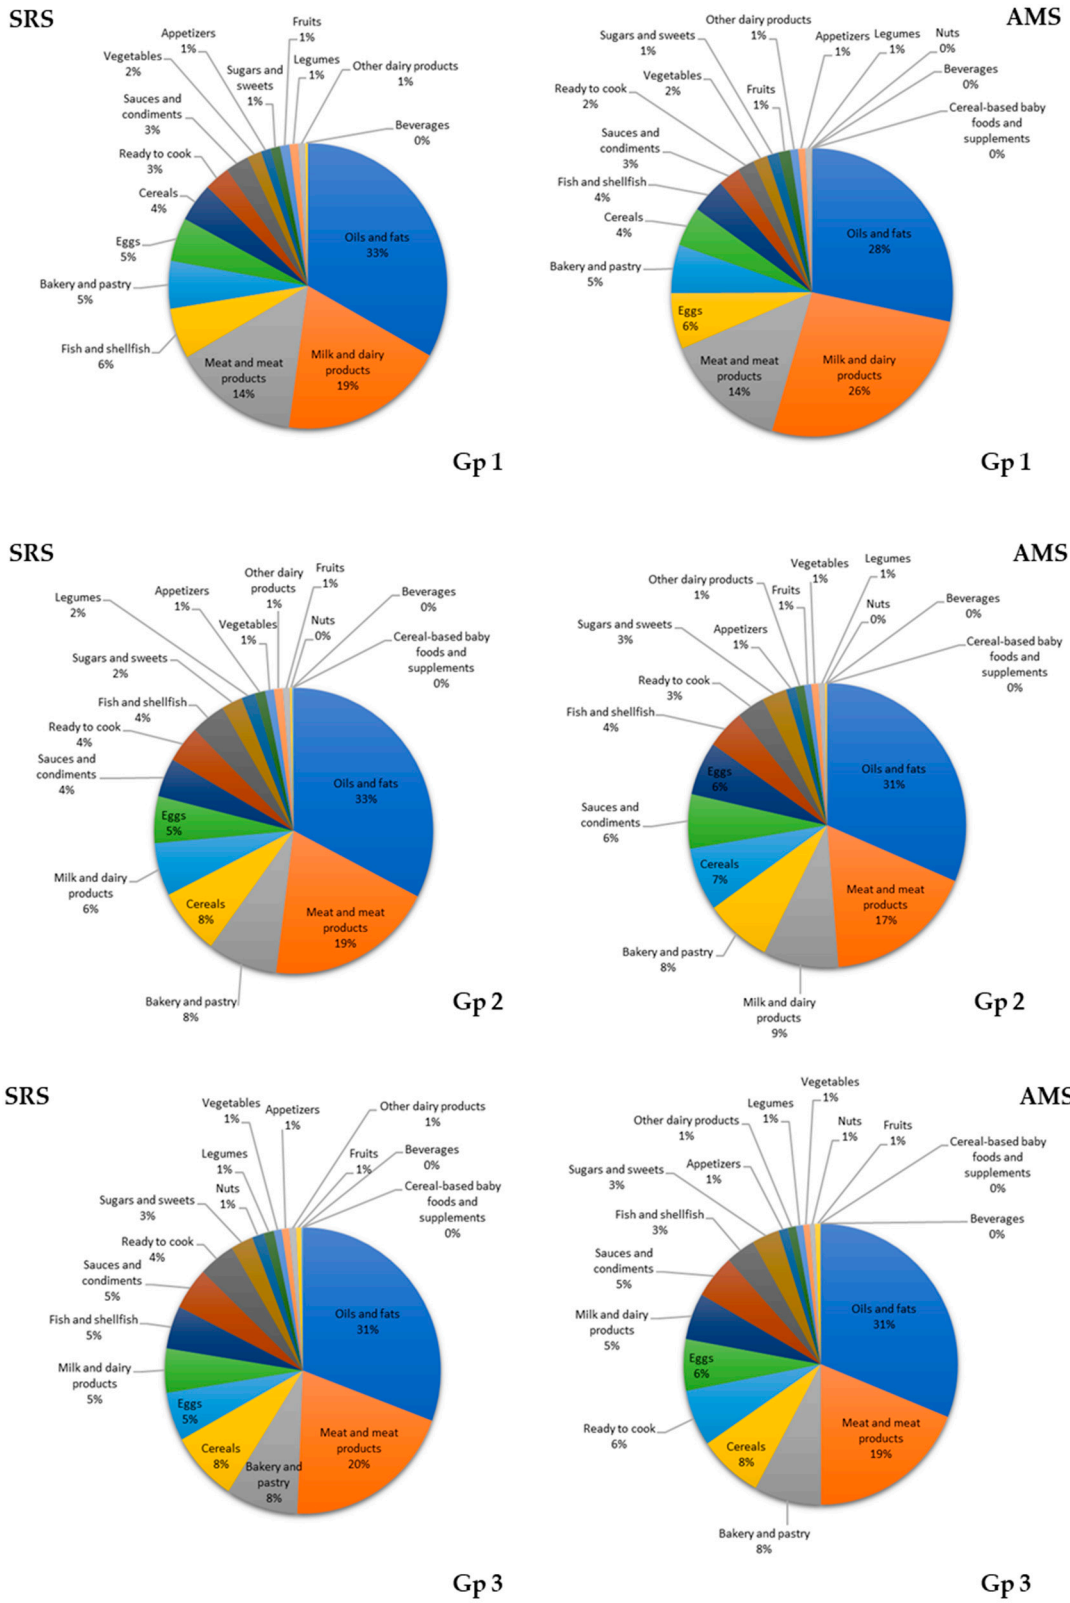 SRS
AMS
Fruits
1%
Appetizers
1%
Vegetables
2%
Sugars and
sweets
1%
Legumes
1%
Other dairy products
1%
Sauces and
condiments
3%
Beverages
0%
Ready to cook
3%
Cereals
4%
Eggs
5%
Bakery and pastry
5%
Fish and shellfish
6%
Meat and meat
products
14%
Milk and dairy
products
19%
Oils and fats
33%
Gp 1
Other dairy products
1%
Sugars and sweets
1%
Appetizers
1%
Legumes
1%
Nuts
0%
Vegetables
2%
Fruits
1%
Beverages
0%
Ready to cook
2%
Cereal-based baby
foods and
supplements
0%
Sauces and
condiments
3%
Fish and shellfish
4%
Cereals
4%
Bakery and pastry
5%
Eggs
6%
Meat and meat
products
14%
Milk and dairy
products
26%
Oils and fats
28%
Gp 1
SRS
AMS
Legumes
2%
Appetizers
1%
Other dairy
products
1%
Fruits
1%
Beverages
0%
Vegetables
1%
Nuts
0%
Cereal-based baby
foods and
supplements
0%
Sugars and sweets
2%
Fish and shellfish
4%
Ready to cook
4%
Sauces and
condiments
4%
Eggs
5%
Milk and dairy
products
6%
Cereals
8%
Bakery and pastry
8%
Meat and meat
products
19%
Oils and fats
33%
Gp 2
Vegetables
1%
Legumes
1%
Other dairy products
1%
Fruits
1%
Nuts
0%
Beverages
0%
Sugars and sweets
3%
Appetizers
1%
Cereal-based baby
foods and
supplements
0%
Ready to cook
3%
Fish and shellfish
4%
Eggs
6%
Sauces and
condiments
6%
Cereals
7%
Bakery and pastry
8%
Milk and dairy
products
9%
Meat and meat
products
17%
Oils and fats
31%
Gp 2
SRS
AMS
Vegetables
1%
Appetizers
1%
Other dairy products
1%
Legumes
1%
Fruits
1%
Beverages
0%
Nuts
1%
Cereal-based baby
foods and
supplements
0%
Sugars and sweets
3%
Ready to cook
4%
Sauces and
condiments
5%
Fish and shellfish
5%
Milk and dairy
products
5%
Eggs
5%
Cereals
8%
Bakery and
pastry
8%
Meat and meat
products
20%
Oils and fats
31%
Gp 3
Vegetables
1%
Legumes
1%
Other dairy products
1%
Nuts
1%
Fruits
1%
Cereal-based baby
foods and
supplements
0%
Appetizers
1%
Sugars and sweets
3%
Beverages
0%
Fish and shellfish
3%
Sauces and
condiments
5%
Milk and dairy
products
5%
Eggs
6%
Ready to cook
6%
Cereals
8%
Bakery and pastry
8%
Meat and meat
products
19%
Oils and fats
31%
Gp 3